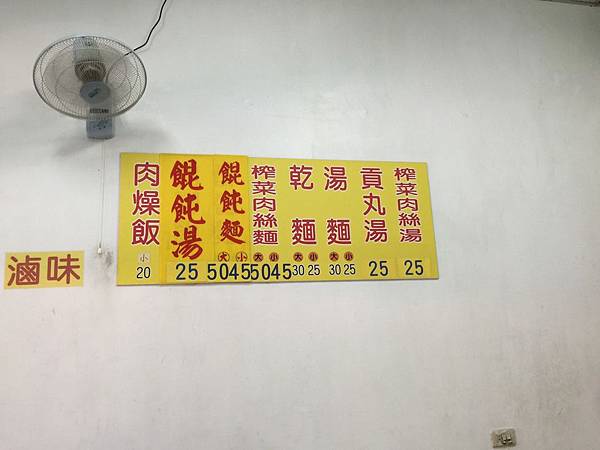 滷味
肉燥飯
小
20
餛飩湯
25
餛飩麵
大 小
50 45
榨菜肉絲麵
大 小
50 45
乾麵
大 小
30 25
湯麵
大 小
30 25
貢丸湯
25
榨菜肉絲湯
25